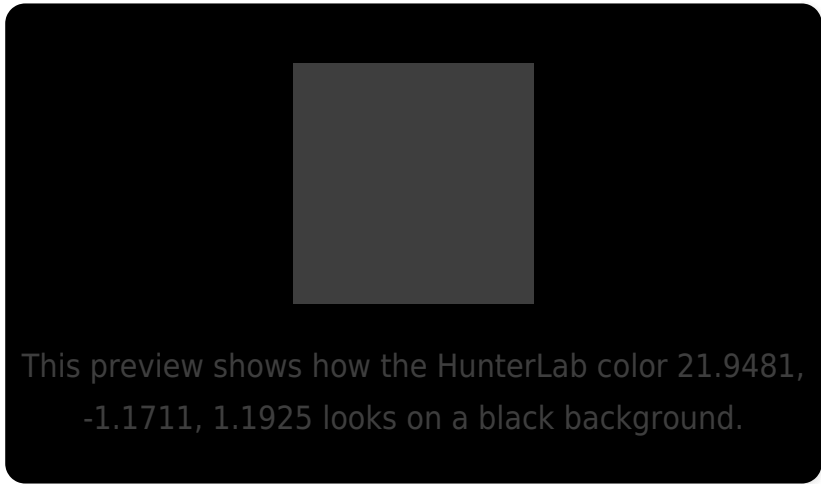 This preview shows how the HunterLab color 21.9481,
-1.1711, 1.1925 looks on a black background.